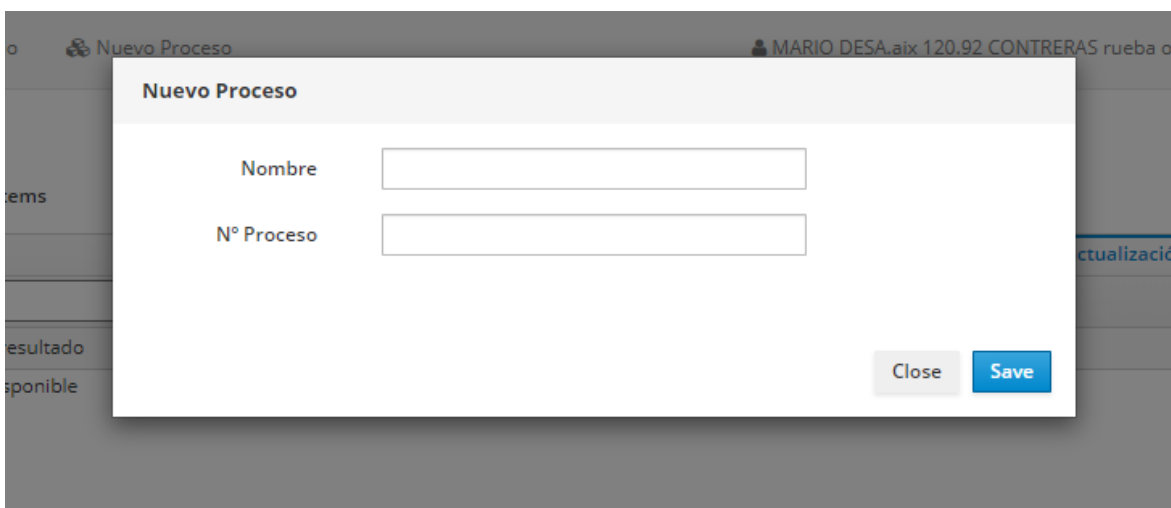 o Nuevo Proceso MARIO DESA.aix 120.92 CONTRERAS rueba o
Nuevo Proceso
Nombre
tems
Nº Proceso
ctualizació
resultado
Close Save
sponible